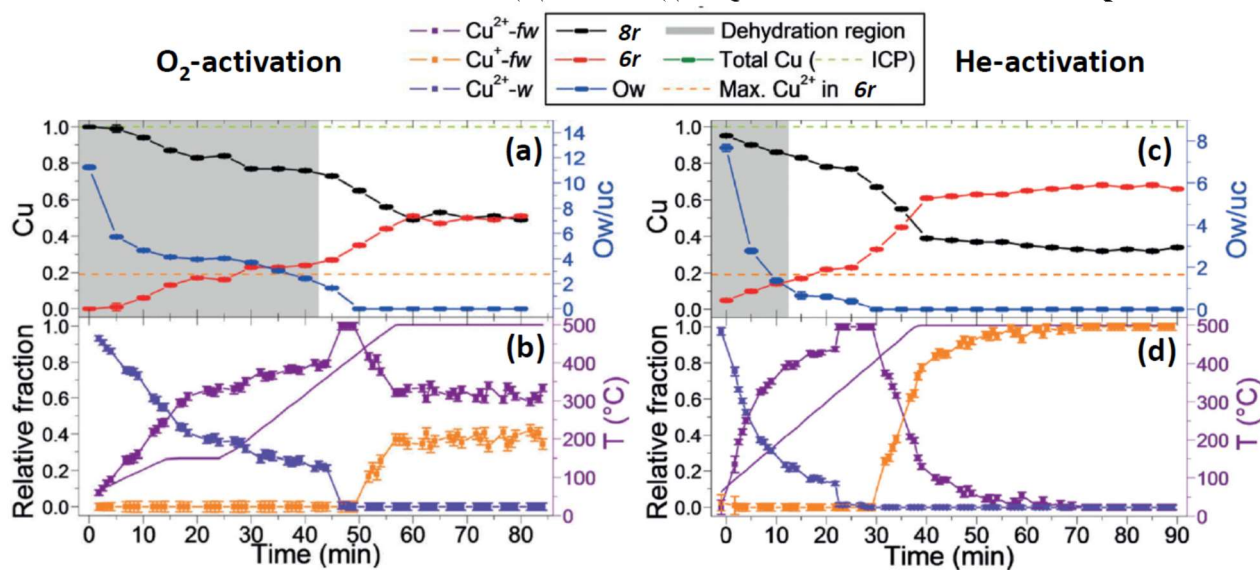 Cu²⁺-fw 8r Dehydration region
O₂-activation Cu⁺-fw 6r Total Cu ( ICP) He-activation
Cu²⁺-w Ow Max. Cu²⁺ in 6r
(a)
Cu
1.0
0.8
0.6
0.4
0.2
0.0
14
12
10
8
6
4
2
0
Ow/uc
(c)
Cu
1.0
0.8
0.6
0.4
0.2
0.0
8
6
4
2
0
Ow/uc
(b)
Relative fraction
1.0
0.8
0.6
0.4
0.2
0.0
500
400
300
200
100
0
T (°C)
0 10 20 30 40 50 60 70 80
Time (min)
(d)
Relative fraction
1.0
0.8
0.6
0.4
0.2
0.0
500
400
300
200
100
0
T (°C)
0 10 20 30 40 50 60 70 80 90
Time (min)